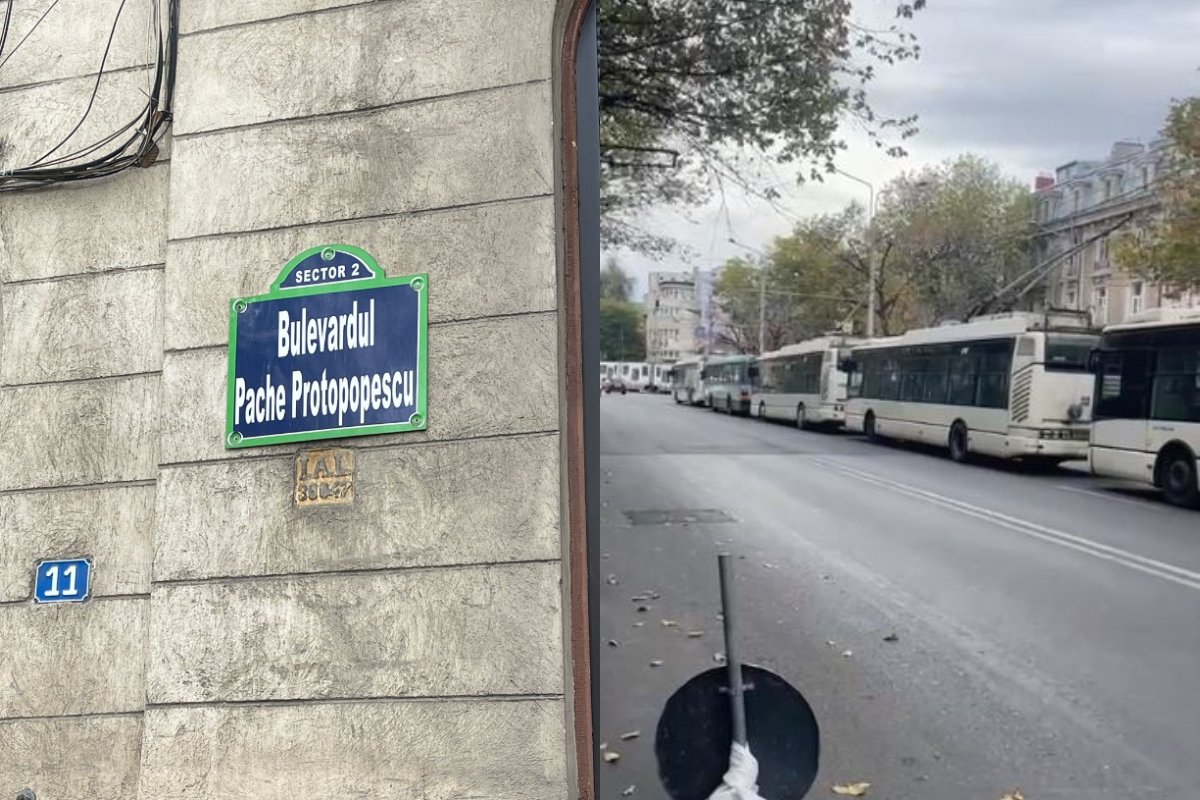 SECTOR 2
Bulevardul
Pache Protopopescu
I.A.L.
11